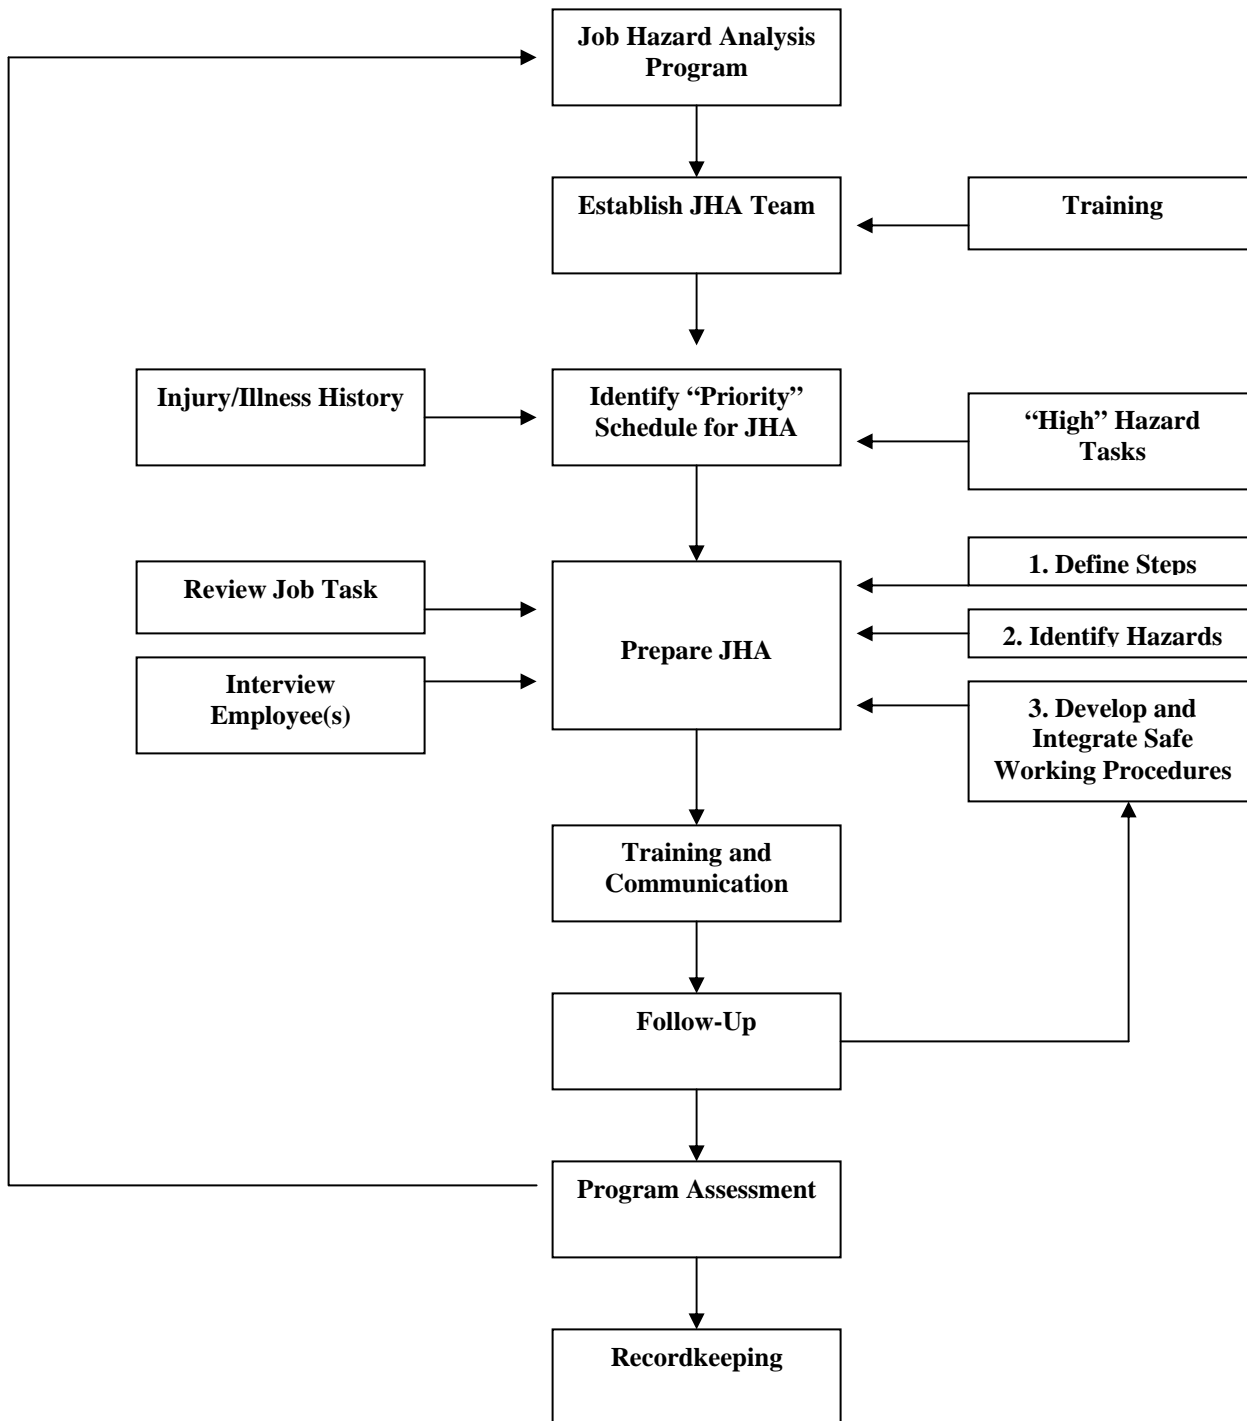 Job Hazard Analysis
Program
Establish JHA Team
Training
Injury/Illness History
Identify “Priority”
Schedule for JHA
“High” Hazard
Tasks
Review Job Task
Interview
Employee(s)
Prepare JHA
1. Define Steps
2. Identify Hazards
3. Develop and
Integrate Safe
Working Procedures
Training and
Communication
Follow-Up
Program Assessment
Recordkeeping